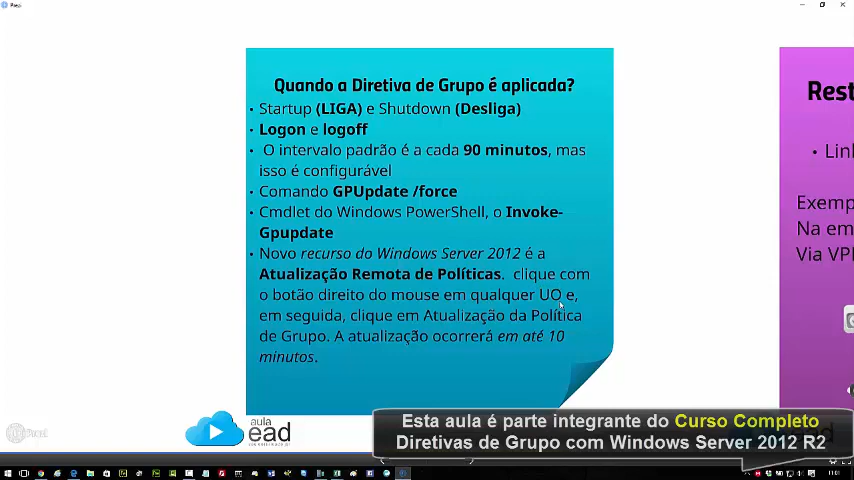 Quando a Diretiva de Grupo é aplicada?
• Startup (LIGA) e Shutdown (Desliga)
• Logon e logoff
• O intervalo padrão é a cada 90 minutos, mas
isso é configurável
• Comando GPUpdate /force
• Cmdlet do Windows PowerShell, o Invoke-
Gpupdate
• Novo recurso do Windows Server 2012 é a
Atualização Remota de Políticas. clique com
o botão direito do mouse em qualquer UO e,
em seguida, clique em Atualização da Política
de Grupo. A atualização ocorrerá em até 10
minutos.
Rest
• Lin
Exemp
Na em
Via VP
aula
ead
ead
Esta aula é parte integrante do Curso Completo
Diretivas de Grupo com Windows Server 2012 R2
11:01